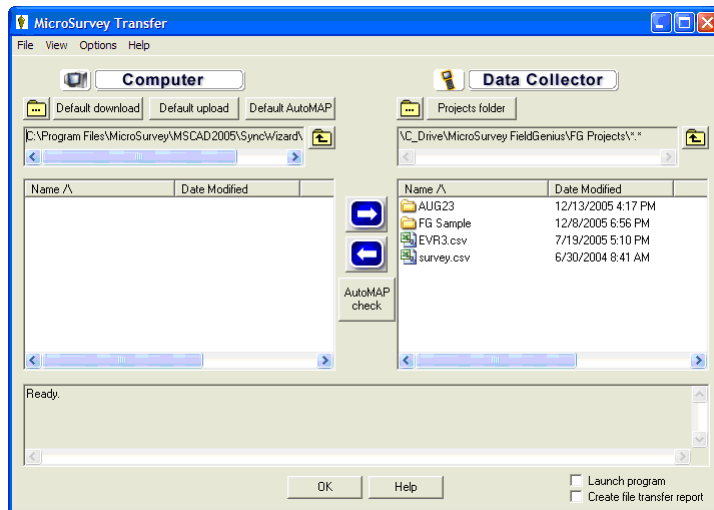 MicroSurvey Transfer
File View Options Help
Computer
Data Collector
Default download Default upload Default AutoMAP
Projects folder
C:\Program Files\MicroSurvey\MSCAD2005\SyncWizard\
\C_Drive\MicroSurvey FieldGenius\FG Projects\*.*
Name /\ Date Modified
Name /\ Date Modified
AUG23 12/13/2005 4:17 PM
FG Sample 12/8/2005 6:56 PM
EVR3.csv 7/19/2005 5:10 PM
survey.csv 6/30/2004 8:41 AM
AutoMAP
check
Ready.
OK Help
Launch program
Create file transfer report